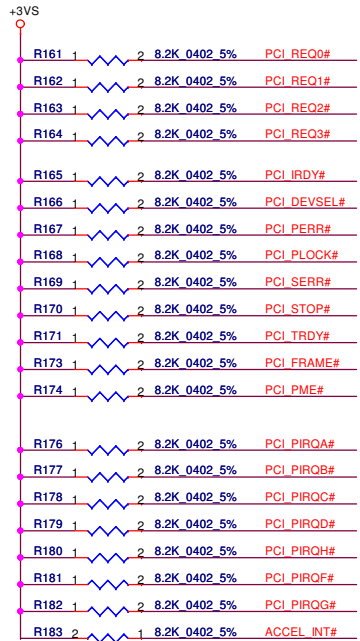 +3VS
R161 1 2 8.2K_0402_5% PCI_REQ0#
R162 1 2 8.2K_0402_5% PCI_REQ1#
R163 1 2 8.2K_0402_5% PCI_REQ2#
R164 1 2 8.2K_0402_5% PCI_REQ3#
R165 1 2 8.2K_0402_5% PCI_IRDY#
R166 1 2 8.2K_0402_5% PCI_DEVSEL#
R167 1 2 8.2K_0402_5% PCI_PERR#
R168 1 2 8.2K_0402_5% PCI_PLOCK#
R169 1 2 8.2K_0402_5% PCI_SERR#
R170 1 2 8.2K_0402_5% PCI_STOP#
R171 1 2 8.2K_0402_5% PCI_TRDY#
R173 1 2 8.2K_0402_5% PCI_FRAME#
R174 1 2 8.2K_0402_5% PCI_PME#
R176 1 2 8.2K_0402_5% PCI_PIRQA#
R177 1 2 8.2K_0402_5% PCI_PIRQB#
R178 1 2 8.2K_0402_5% PCI_PIRQC#
R179 1 2 8.2K_0402_5% PCI_PIRQD#
R180 1 2 8.2K_0402_5% PCI_PIRQH#
R181 1 2 8.2K_0402_5% PCI_PIRQF#
R182 1 2 8.2K_0402_5% PCI_PIRQG#
R183 2 1 8.2K_0402_5% ACCEL_INT#